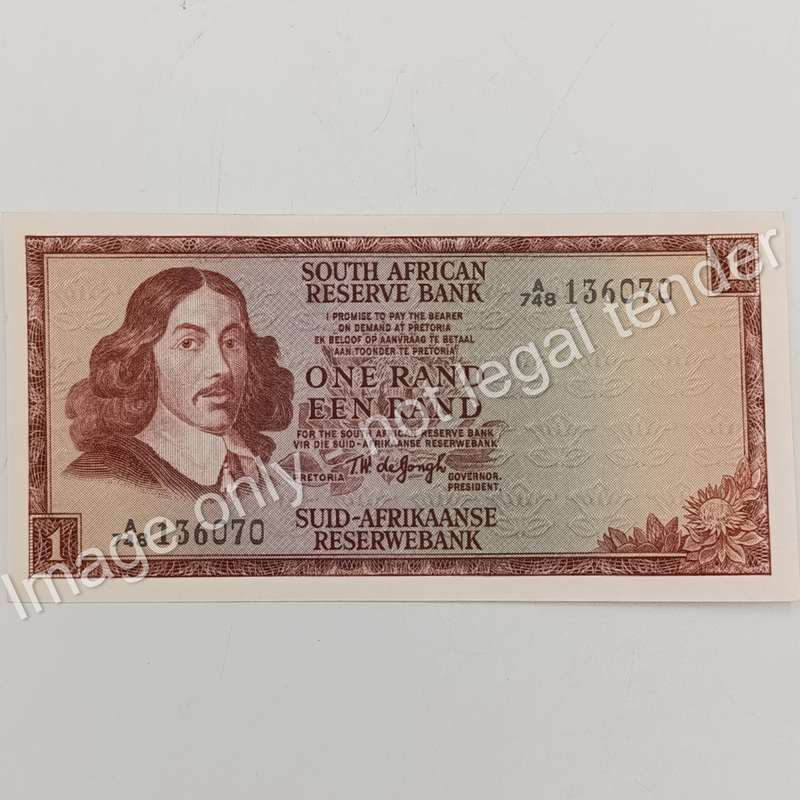 1
SOUTH AFRICAN
RESERVE BANK
A/748 136070
I PROMISE TO PAY THE BEARER
ON DEMAND AT PRETORIA
EK BELOOF OP AANVRAAG TE BETAAL
AAN TOONDER TE PRETORIA
ONE RAND
EEN RAND
FOR THE SOUTH AFRICAN RESERVE BANK
VIR DIE SUID-AFRIKAANSE RESERWEBANK
T.W. de Jongh
PRETORIA GOVERNOR.
PRESIDENT.
A/748 136070
SUID-AFRIKAANSE
RESERWEBANK
1
Image only - not legal tender